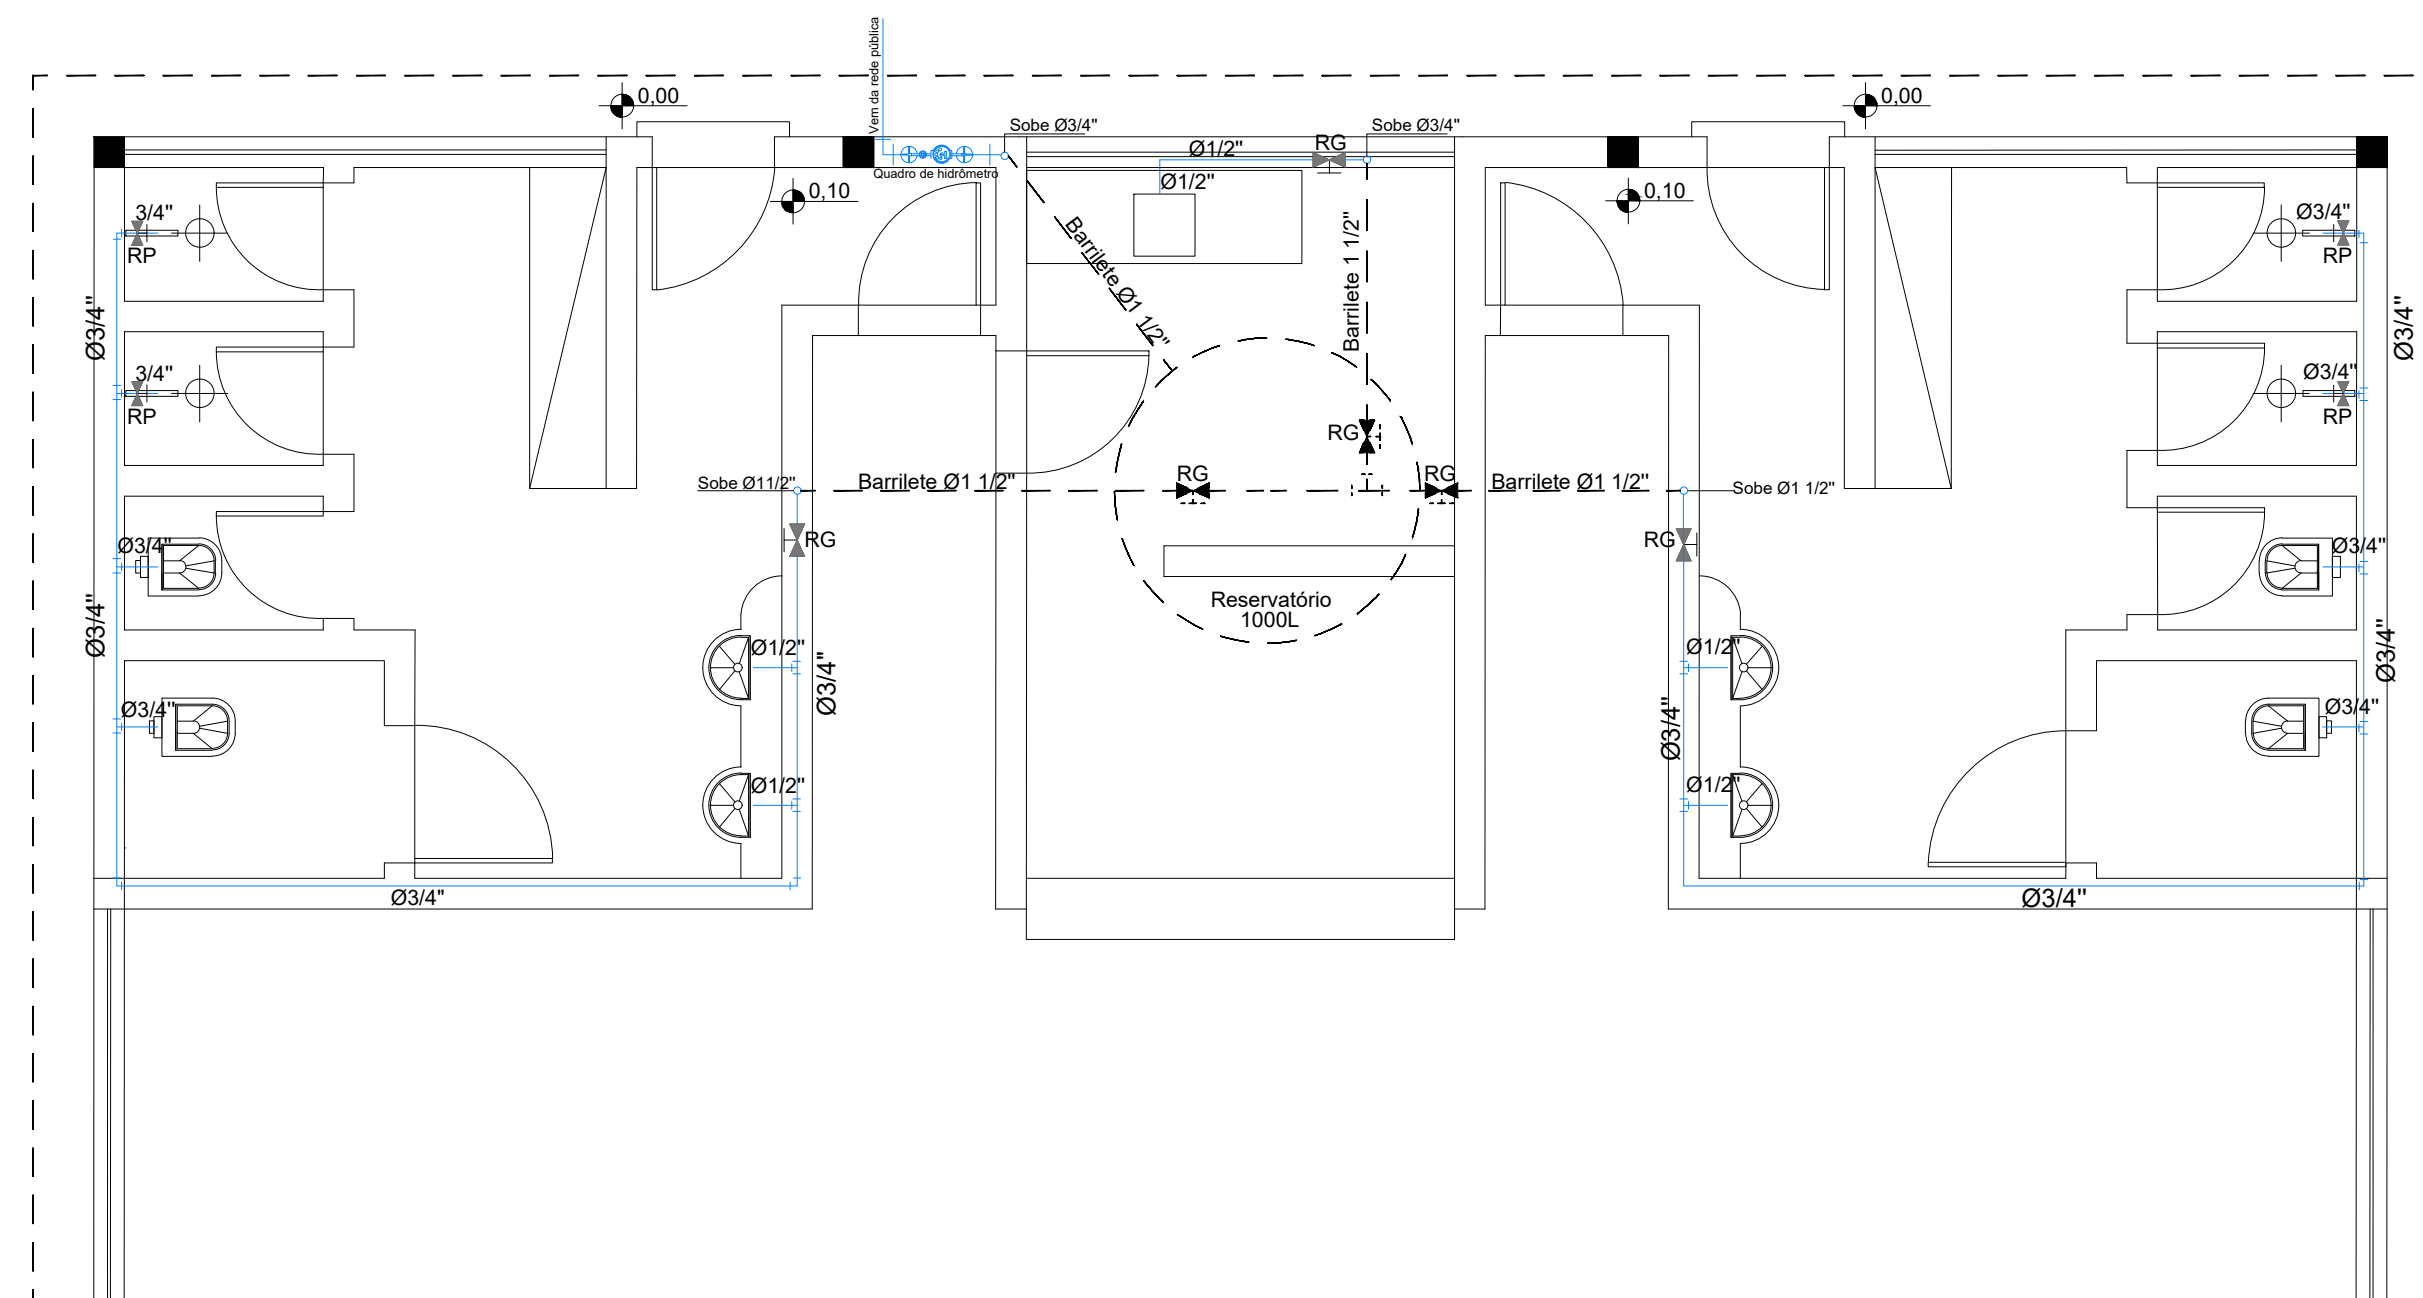 Vem da rede pública
0,00
0,00
Sobe Ø3/4"
Sobe Ø3/4"
RG
Ø1/2"
Quadro de hidrômetro
Ø1/2"
0,10
0,10
3/4"
RP
Ø3/4"
RP
Barrilete Ø1 1/2"
Barrilete 1 1/2"
Ø3/4"
Ø3/4"
3/4"
RP
Ø3/4"
RP
RG
RG
RG
Sobe Ø11/2"
Barrilete Ø1 1/2"
Barrilete Ø1 1/2"
Sobe Ø1 1/2"
RG
RG
Ø3/4"
Ø3/4"
Reservatório
1000L
Ø3/4"
Ø1/2"
Ø3/4"
Ø1/2"
Ø3/4"
Ø3/4"
Ø3/4"
Ø3/4"
Ø3/4"
Ø1/2"
Ø1/2"
Ø3/4"
Ø3/4"